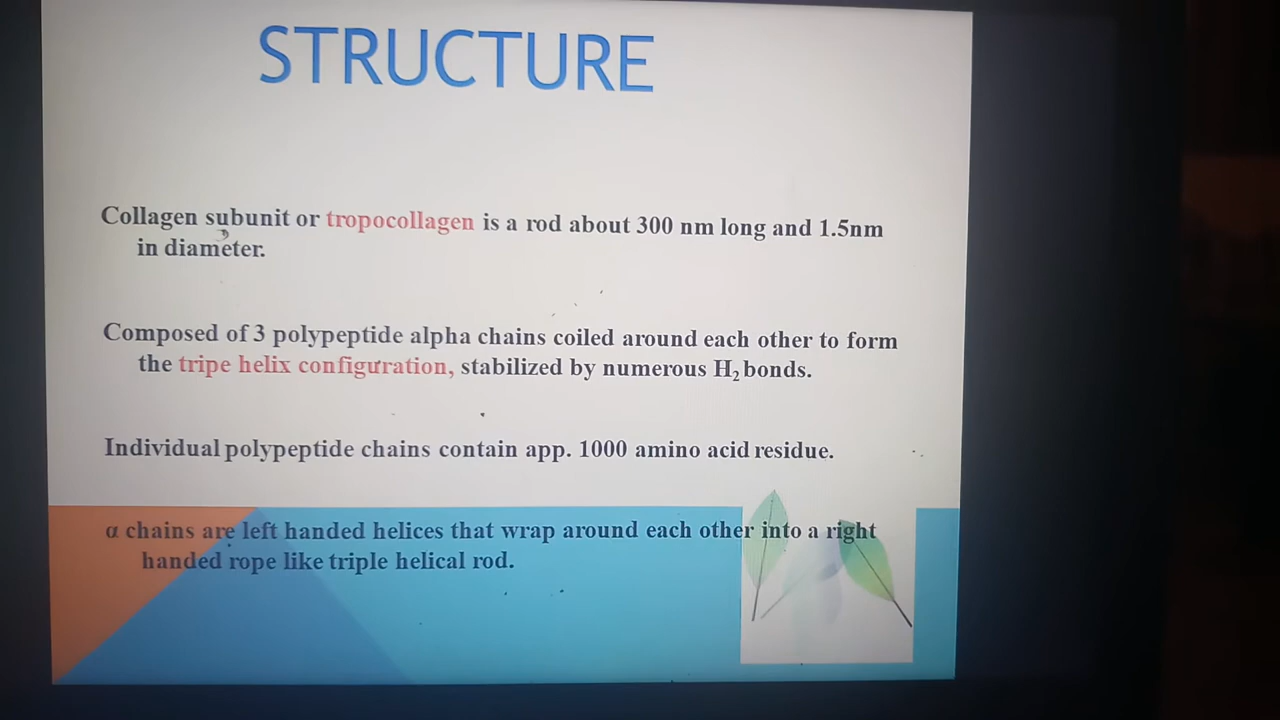 STRUCTURE
Collagen subunit or tropocollagen is a rod about 300 nm long and 1.5nm
in diameter.
Composed of 3 polypeptide alpha chains coiled around each other to form
the tripe helix configuration, stabilized by numerous H₂ bonds.
Individual polypeptide chains contain app. 1000 amino acid residue.
α chains are left handed helices that wrap around each other into a right
handed rope like triple helical rod.